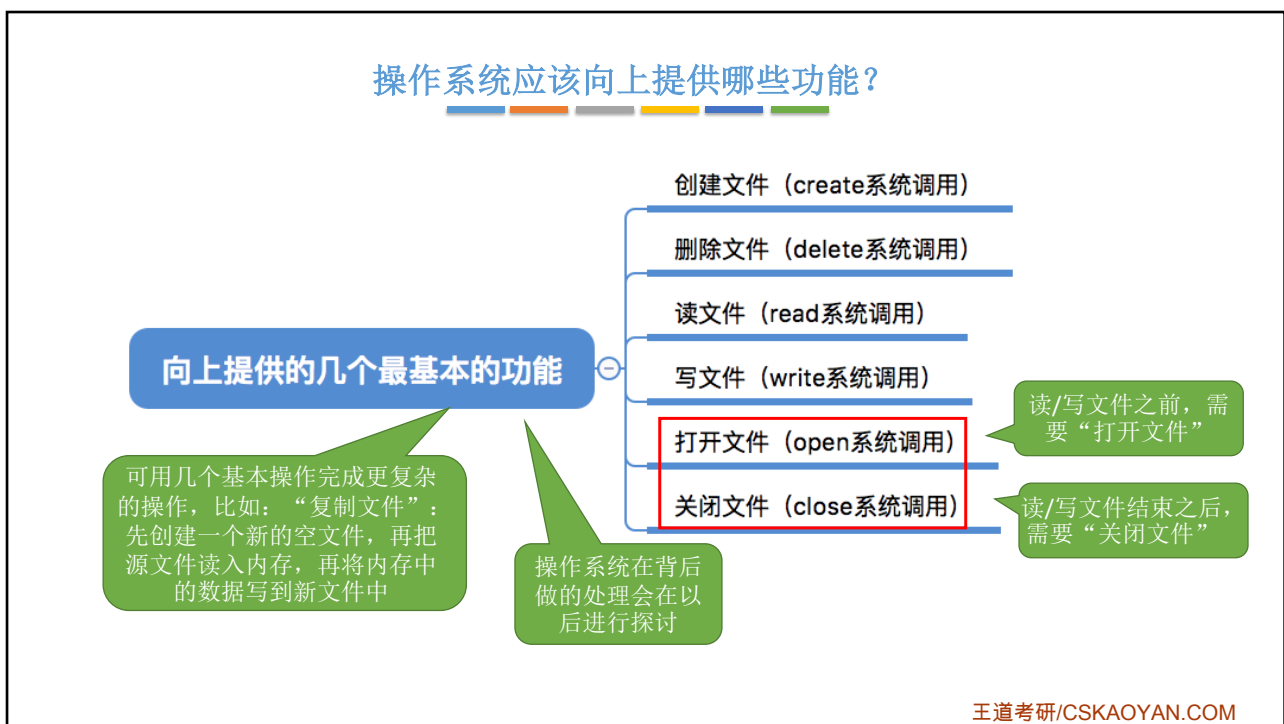 操作系统应该向上提供哪些功能？
创建文件（create系统调用）
删除文件（delete系统调用）
读文件（read系统调用）
向上提供的几个最基本的功能
写文件（write系统调用）
打开文件（open系统调用）
关闭文件（close系统调用）
读/写文件之前，需
要“打开文件”
读/写文件结束之后，
需要“关闭文件”
可用几个基本操作完成更复杂
的操作，比如：“复制文件”：
先创建一个新的空文件，再把
源文件读入内存，再将内存中
的数据写到新文件中
操作系统在背后
做的处理会在以
后进行探讨
王道考研/CSKAOYAN.COM